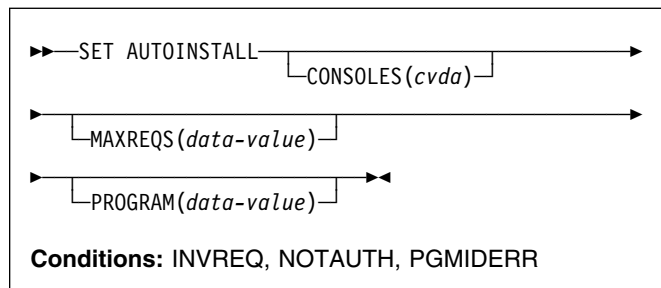 SET AUTOINSTALL
CONSOLES(cvda)
MAXREQS(data-value)
PROGRAM(data-value)
Conditions: INVREQ, NOTAUTH, PGMIDERR